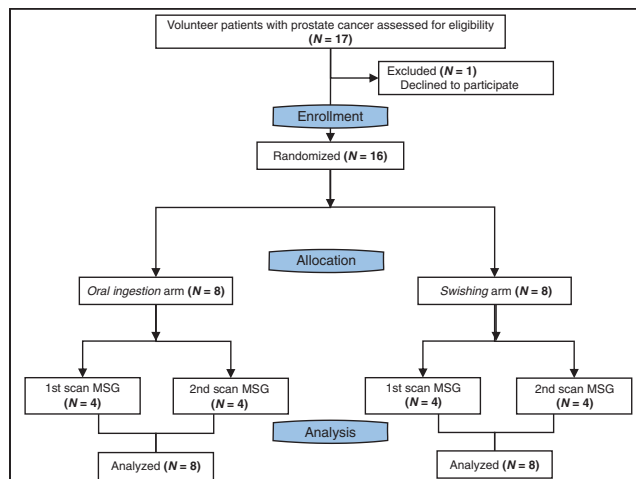 Volunteer patients with prostate cancer assessed for eligibility
(N = 17)
Excluded (N = 1)
Declined to participate
Enrollment
Randomized (N = 16)
Allocation
Oral ingestion arm (N = 8)
Swishing arm (N = 8)
1st scan MSG
(N = 4)
2nd scan MSG
(N = 4)
1st scan MSG
(N = 4)
2nd scan MSG
(N = 4)
Analysis
Analyzed (N = 8)
Analyzed (N = 8)